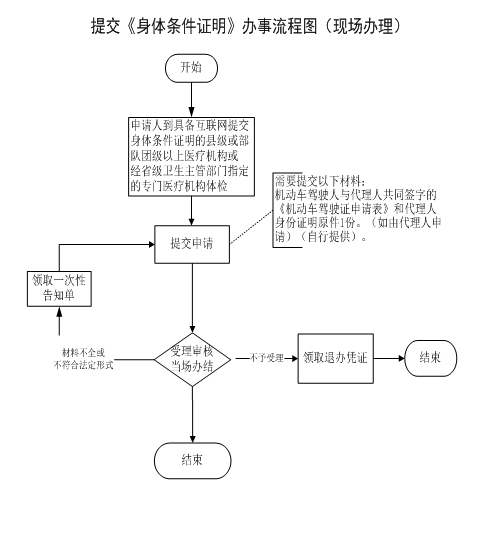 提交《身体条件证明》办事流程图（现场办理）
开始
申请人到具备互联网提交
身体条件证明的县级或部
队团级以上医疗机构或
经省级卫生主管部门指定
的专门医疗机构体检
需要提交以下材料：
机动车驾驶人与代理人共同签字的
《机动车驾驶证申请表》和代理人
身份证明原件1份。（如由代理人申
请）（自行提供）。
提交申请
领取一次性
告知单
材料不全或
不符合法定形式
受理审核
当场办结
不予受理
领取退办凭证
结束
结束